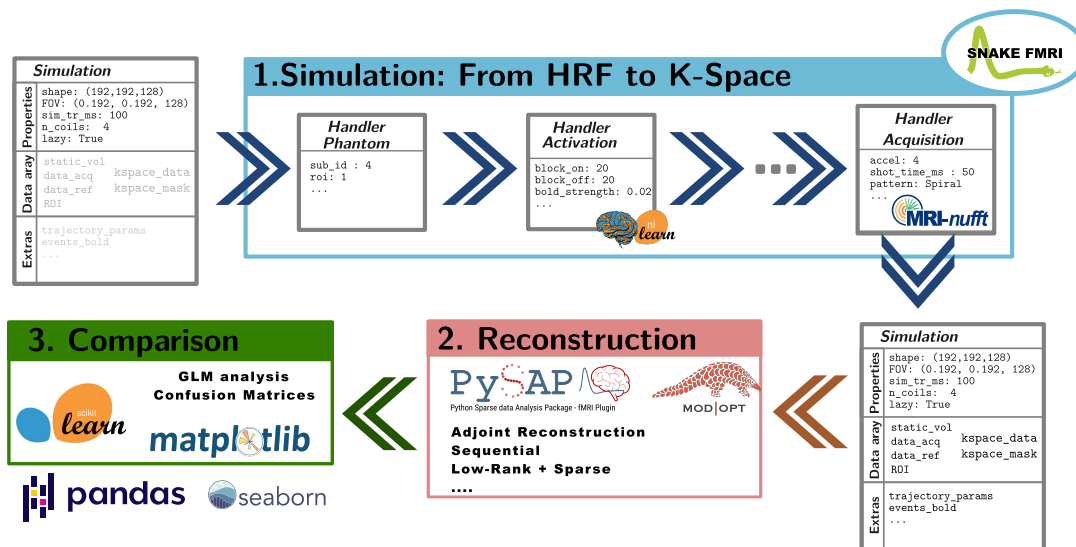 SNAKE FMRI
1.Simulation: From HRF to K-Space
Simulation
Properties
shape: (192,192,128)
FOV: (0.192, 0.192, 128)
sim_tr_ms: 100
n_coils: 4
lazy: True
Data aray
static_vol
data_acq
data_ref
ROI
kspace_data
kspace_mask
Extras
trajectory_params
events_bold
...
Handler
Phantom
sub_id : 4
roi: 1
...
Handler
Activation
block_on: 20
block_off: 20
bold_strength: 0.02
...
ni
learn
Handler
Acquisition
accel: 4
shot_time_ms : 50
pattern: Spiral
...
MRI-nufft
3. Comparison
GLM analysis
Confusion Matrices
scikit
learn
matplotlib
pandas
seaborn
2. Reconstruction
PySAP
Python Sparse data Analysis Package - fMRI Plugin
MOD|OPT
Adjoint Reconstruction
Sequential
Low-Rank + Sparse
....
Simulation
Properties
shape: (192,192,128)
FOV: (0.192, 0.192, 128)
sim_tr_ms: 100
n_coils: 4
lazy: True
Data aray
static_vol
data_acq
data_ref
ROI
kspace_data
kspace_mask
Extras
trajectory_params
events_bold
...